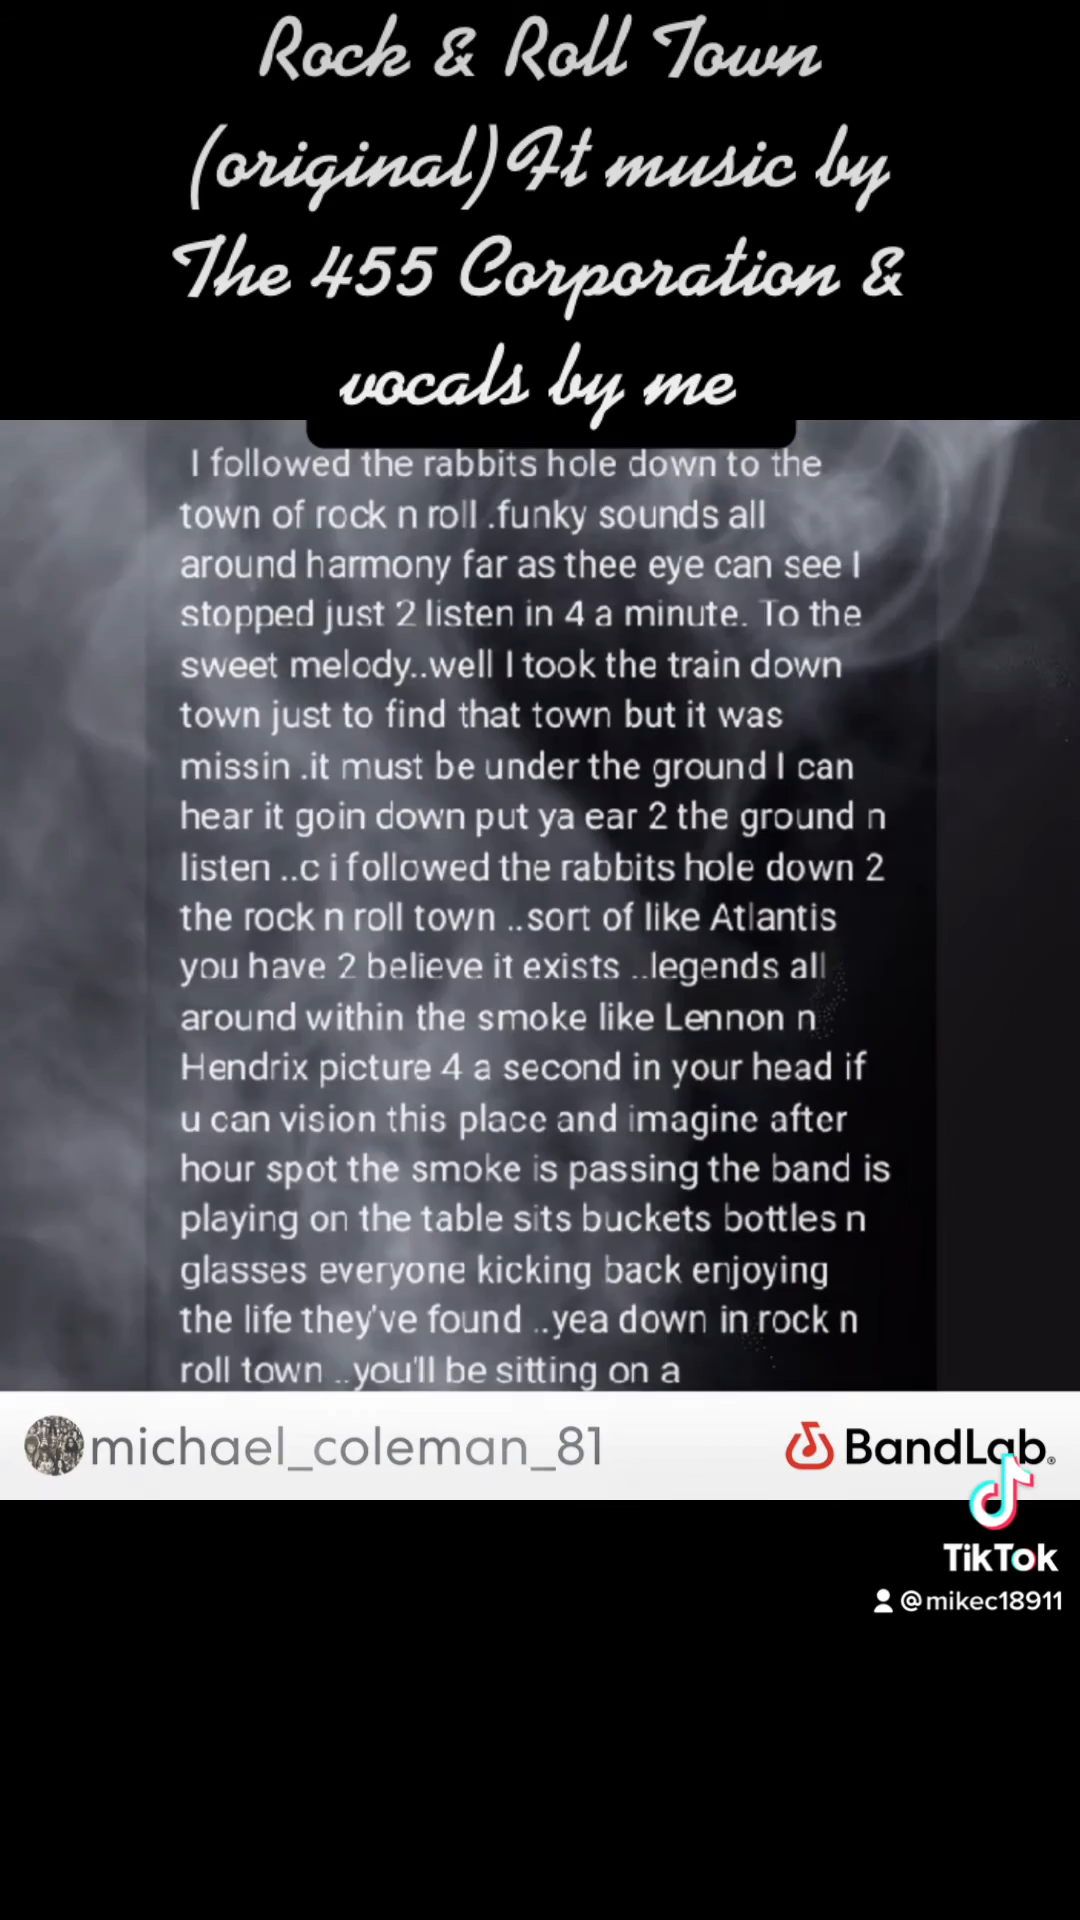 Rock & Roll Town
(original)Ft music by
The 455 Corporation &
vocals by me
I followed the rabbits hole down to the
town of rock n roll .funky sounds all
around harmony far as thee eye can see I
stopped just 2 listen in 4 a minute. To the
sweet melody..well I took the train down
town just to find that town but it was
missin .it must be under the ground I can
hear it goin down put ya ear 2 the ground n
listen ..c i followed the rabbits hole down 2
the rock n roll town ..sort of like Atlantis
you have 2 believe it exists ..legends all
around within the smoke like Lennon n
Hendrix picture 4 a second in your head if
u can vision this place and imagine after
hour spot the smoke is passing the band is
playing on the table sits buckets bottles n
glasses everyone kicking back enjoying
the life they've found ..yea down in rock n
roll town ..you'll be sitting on a
michael_coleman_81
BandLab®
TikTok
@mikec18911